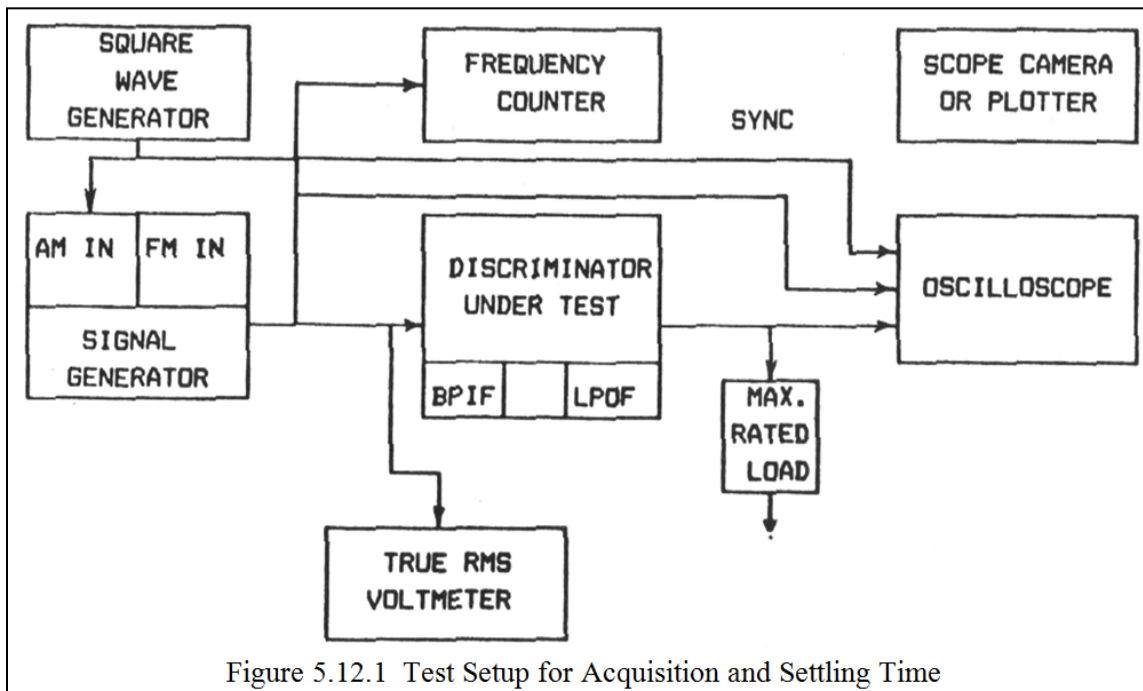 SQUARE
WAVE
GENERATOR
FREQUENCY
COUNTER
SCOPE CAMERA
OR PLOTTER
SYNC
AM IN
FM IN
SIGNAL
GENERATOR
DISCRIMINATOR
UNDER TEST
BPIF
LPOF
OSCILLOSCOPE
MAX.
RATED
LOAD
TRUE RMS
VOLTMETER
Figure 5.12.1 Test Setup for Acquisition and Settling Time